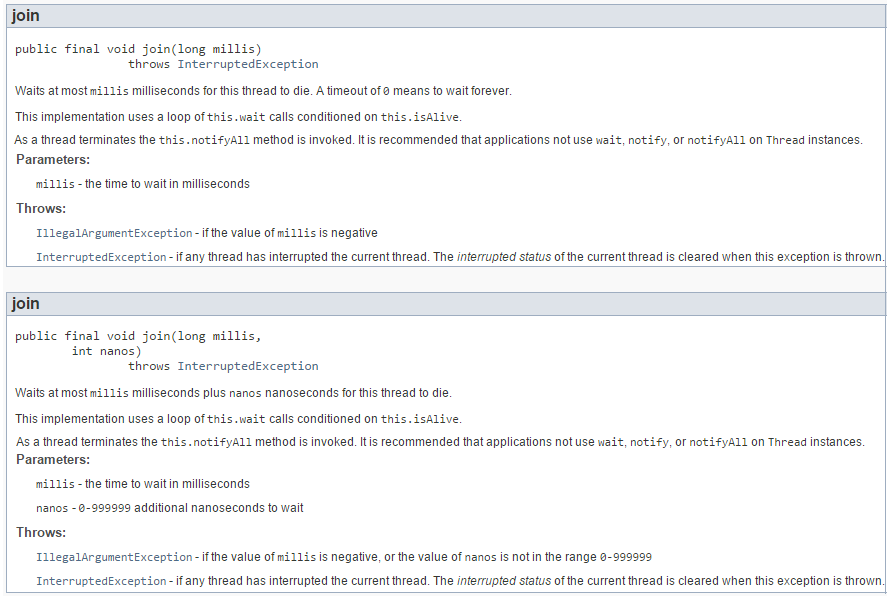 join
public final void join(long millis)
throws InterruptedException
Waits at most millis milliseconds for this thread to die. A timeout of 0 means to wait forever.
This implementation uses a loop of this.wait calls conditioned on this.isAlive.
As a thread terminates the this.notifyAll method is invoked. It is recommended that applications not use wait, notify, or notifyAll on Thread instances.
Parameters:
millis - the time to wait in milliseconds
Throws:
IllegalArgumentException - if the value of millis is negative
InterruptedException - if any thread has interrupted the current thread. The interrupted status of the current thread is cleared when this exception is thrown.
join
public final void join(long millis,
int nanos)
throws InterruptedException
Waits at most millis milliseconds plus nanos nanoseconds for this thread to die.
This implementation uses a loop of this.wait calls conditioned on this.isAlive.
As a thread terminates the this.notifyAll method is invoked. It is recommended that applications not use wait, notify, or notifyAll on Thread instances.
Parameters:
millis - the time to wait in milliseconds
nanos - 0-999999 additional nanoseconds to wait
Throws:
IllegalArgumentException - if the value of millis is negative, or the value of nanos is not in the range 0-999999
InterruptedException - if any thread has interrupted the current thread. The interrupted status of the current thread is cleared when this exception is thrown.